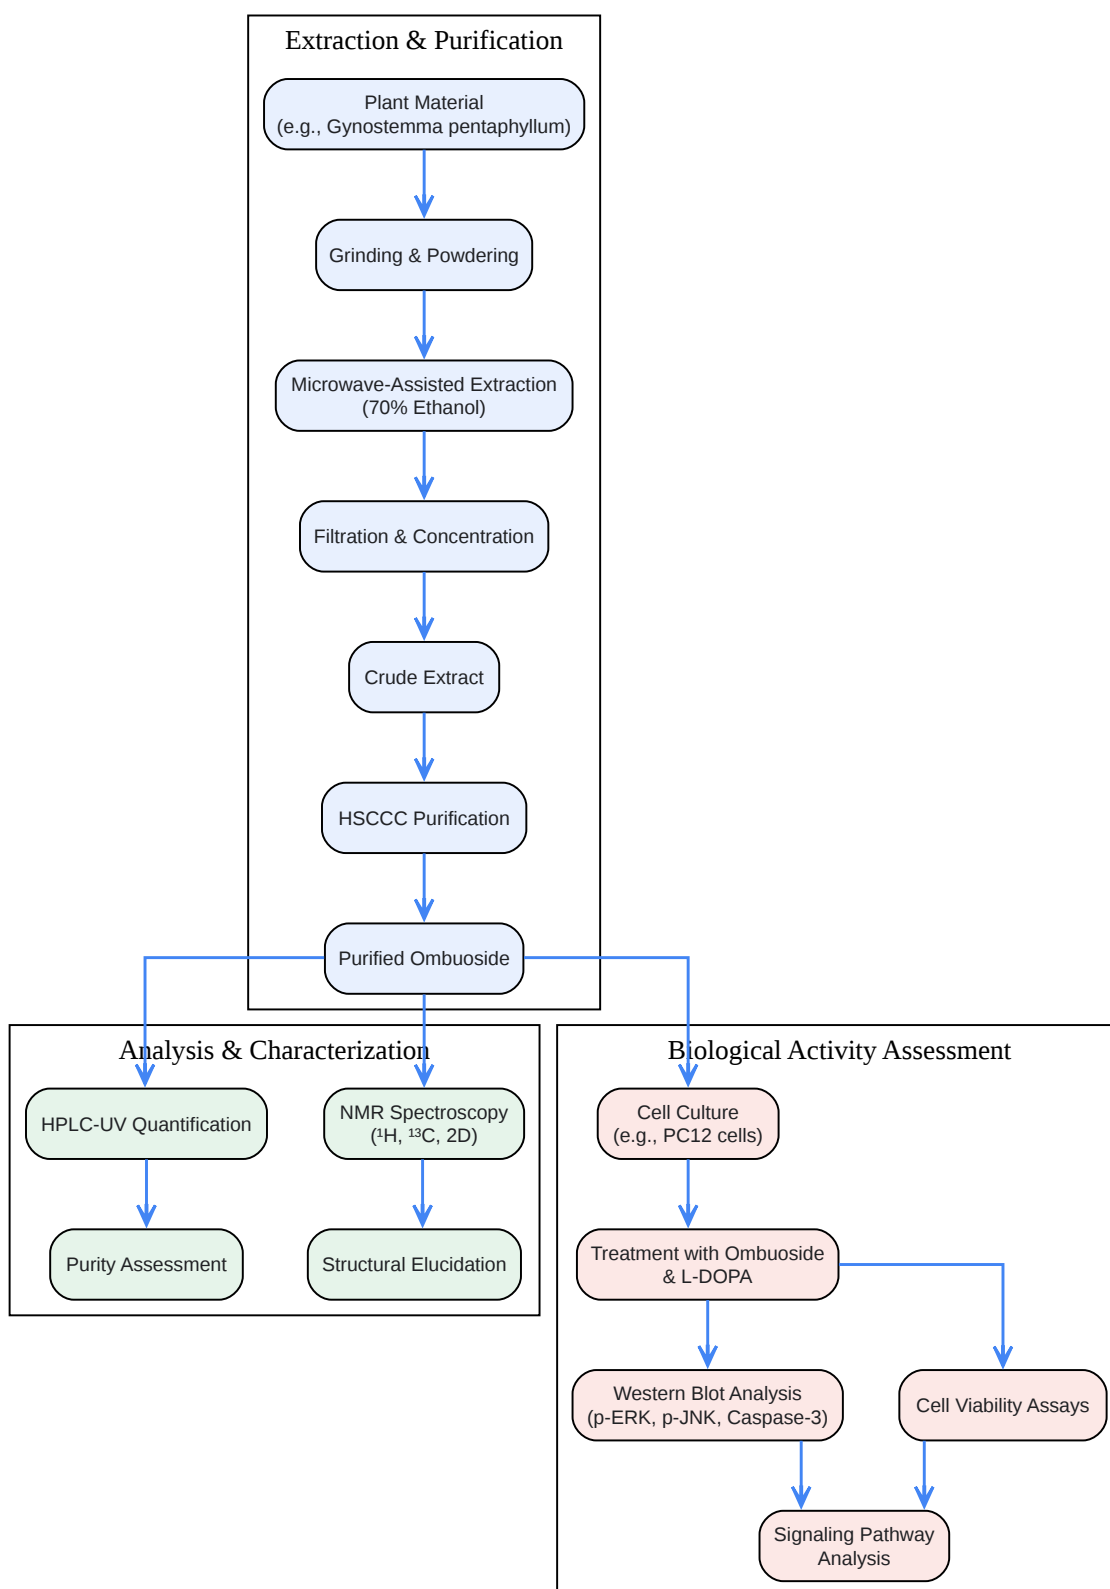 Extraction & Purification
Plant Material
(e.g., Gynostemma pentaphyllum)
Grinding & Powdering
Microwave-Assisted Extraction
(70% Ethanol)
Filtration & Concentration
Crude Extract
HSCCC Purification
Purified Ombuoside
Analysis & Characterization
HPLC-UV Quantification
NMR Spectroscopy
(¹H, ¹³C, 2D)
Purity Assessment
Structural Elucidation
Biological Activity Assessment
Cell Culture
(e.g., PC12 cells)
Treatment with Ombuoside
& L-DOPA
Western Blot Analysis
(p-ERK, p-JNK, Caspase-3)
Cell Viability Assays
Signaling Pathway
Analysis